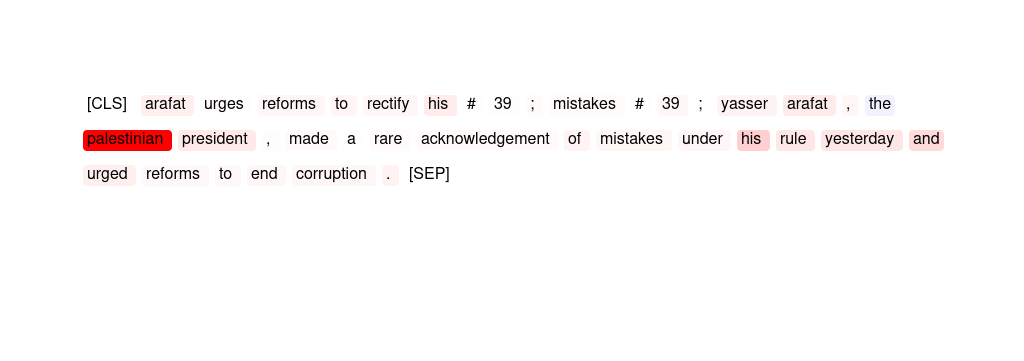 [CLS] arafat urges reforms to rectify his # 39 ; mistakes # 39 ; yasser arafat , the
palestinian president , made a rare acknowledgement of mistakes under his rule yesterday and
urged reforms to end corruption . [SEP]